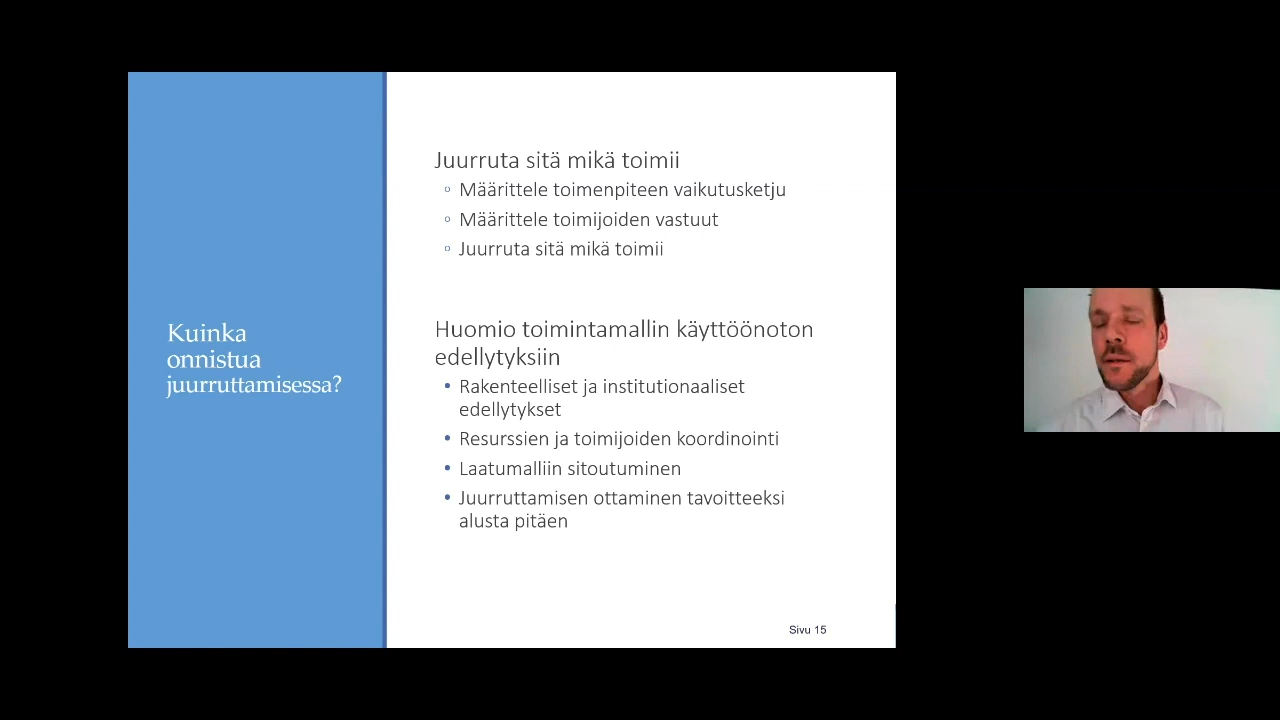 Kuinka
onnistua
juurruttamisessa?
Juurruta sitä mikä toimii
Määrittele toimenpiteen vaikutusketju
Määrittele toimijoiden vastuut
Juurruta sitä mikä toimii
Huomio toimintamallin käyttöönoton
edellytyksiin
Rakenteelliset ja institutionaaliset
edellytykset
Resurssien ja toimijoiden koordinointi
Laatumalliin sitoutuminen
Juurruttamisen ottaminen tavoitteeksi
alusta pitäen
Sivu 15